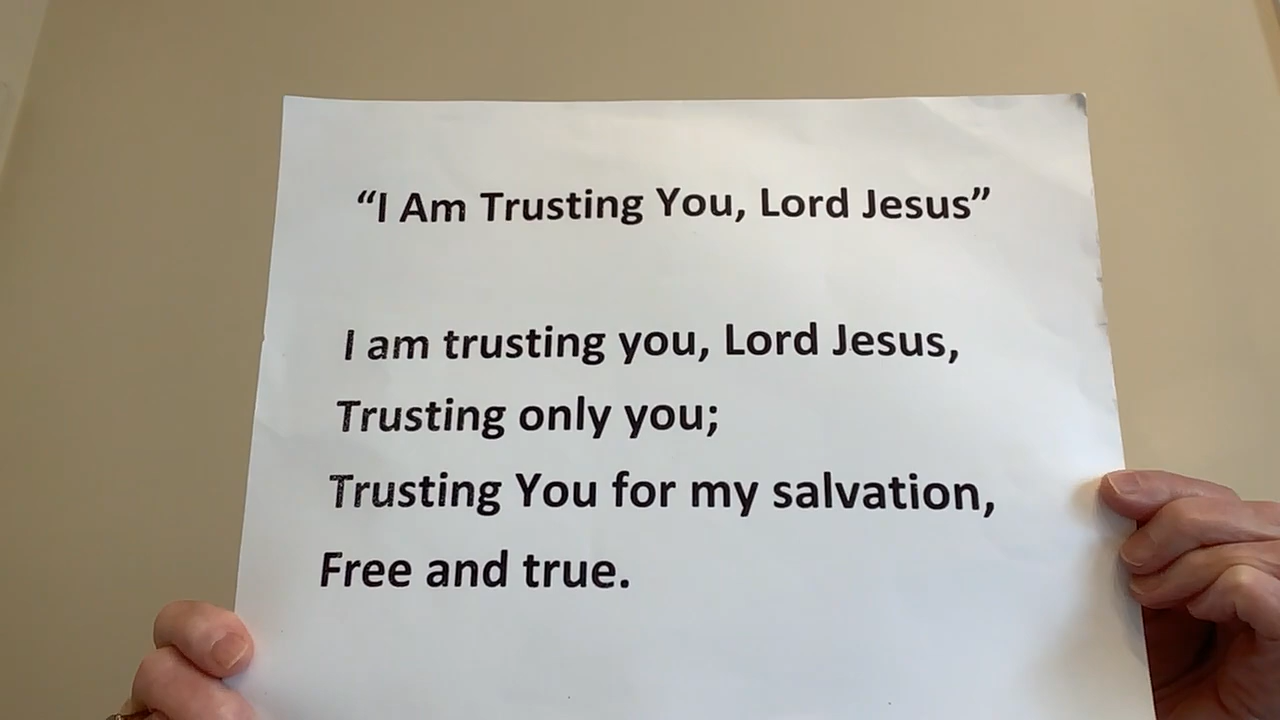 “I Am Trusting You, Lord Jesus”
I am trusting you, Lord Jesus,
Trusting only you;
Trusting You for my salvation,
Free and true.